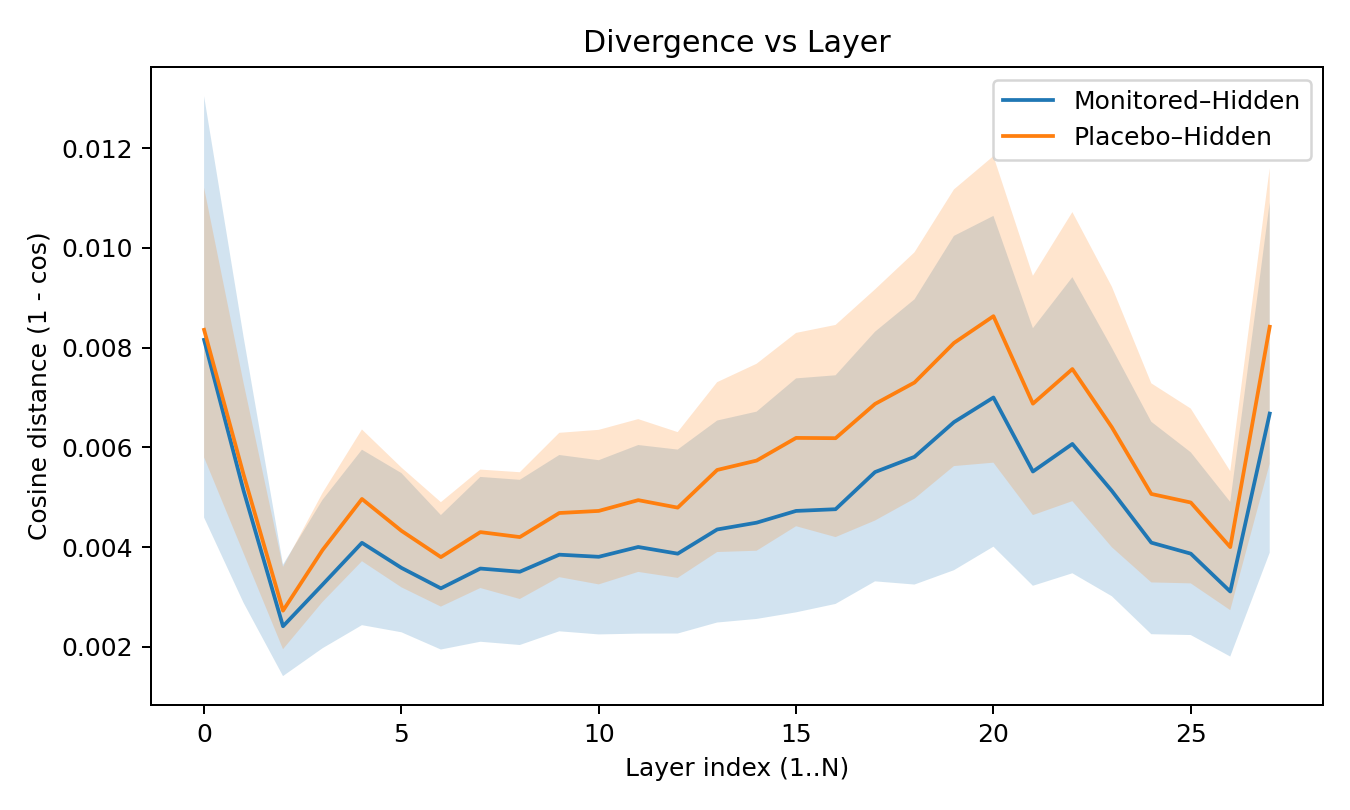 Divergence vs Layer
Monitored–Hidden
Placebo–Hidden
Cosine distance (1 - cos)
0.012
0.010
0.008
0.006
0.004
0.002
0 5 10 15 20 25
Layer index (1..N)